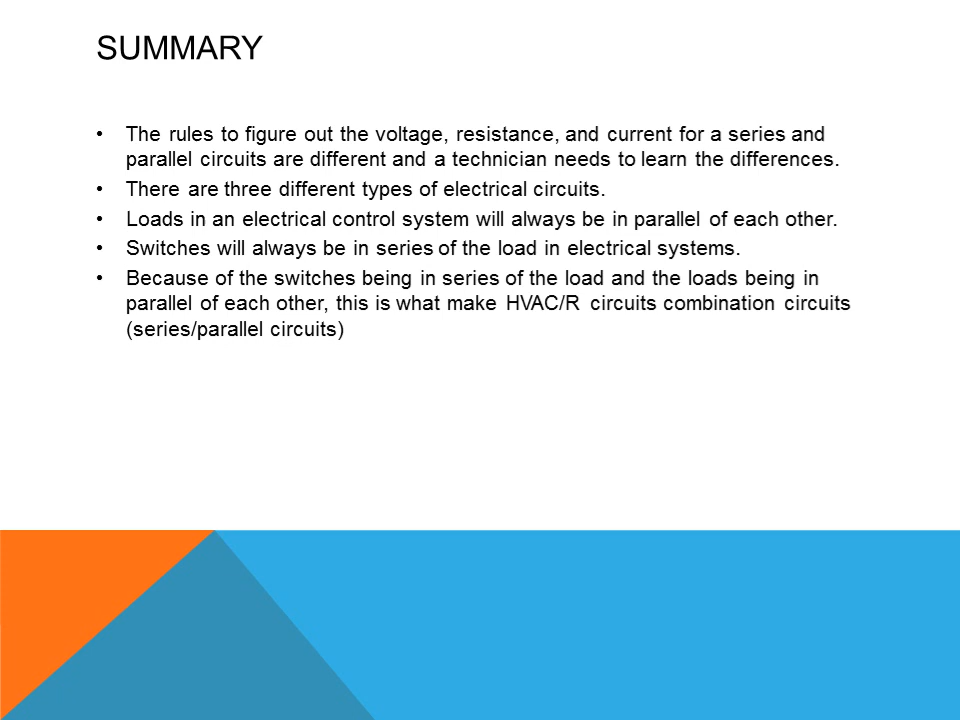 SUMMARY
• The rules to figure out the voltage, resistance, and current for a series and
parallel circuits are different and a technician needs to learn the differences.
• There are three different types of electrical circuits.
• Loads in an electrical control system will always be in parallel of each other.
• Switches will always be in series of the load in electrical systems.
• Because of the switches being in series of the load and the loads being in
parallel of each other, this is what make HVAC/R circuits combination circuits
(series/parallel circuits)